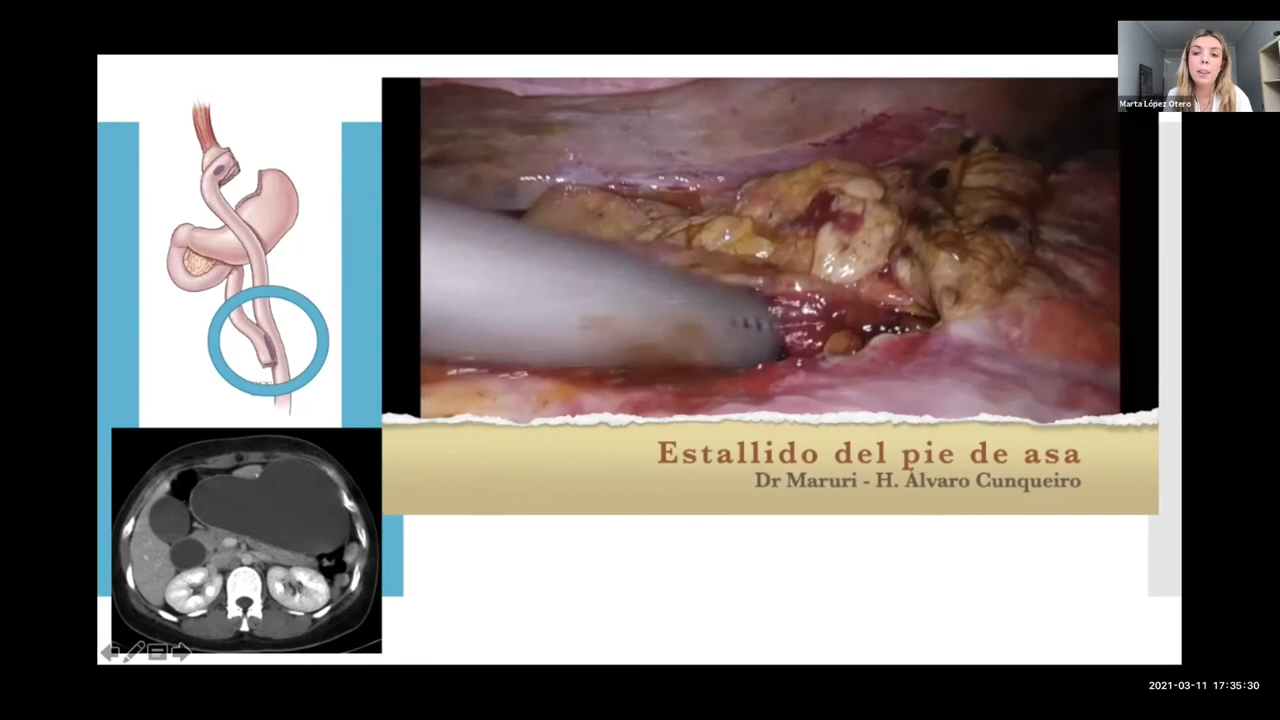 Marta López Otero
Estallido del pie de asa
Dr Maruri - H. Álvaro Cunqueiro
2021-03-11 17:35:30